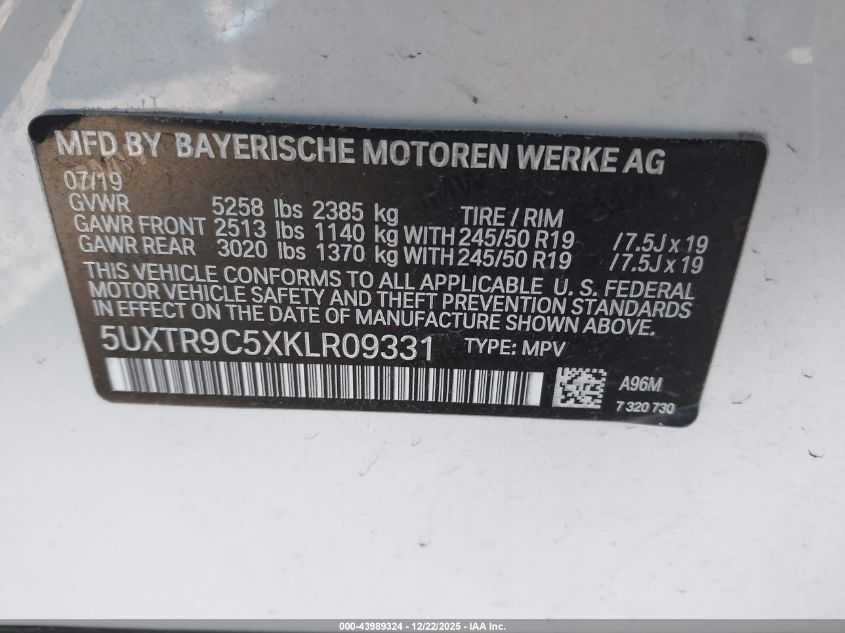 MFD BY BAYERISCHE MOTOREN WERKE AG
07/19
GVWR 5258 lbs 2385 kg TIRE / RIM
GAWR FRONT 2513 lbs 1140 kg WITH 245/50 R19 /7.5J x 19
GAWR REAR 3020 lbs 1370 kg WITH 245/50 R19 /7.5J x 19
THIS VEHICLE CONFORMS TO ALL APPLICABLE U. S. FEDERAL
MOTOR VEHICLE SAFETY AND THEFT PREVENTION STANDARDS
IN EFFECT ON THE DATE OF MANUFACTURE SHOWN ABOVE.
5UXTR9C5XKLR09331 TYPE: MPV
A96M
7 320 730
000-43989324 | 12/22/2025 - IAA Inc.